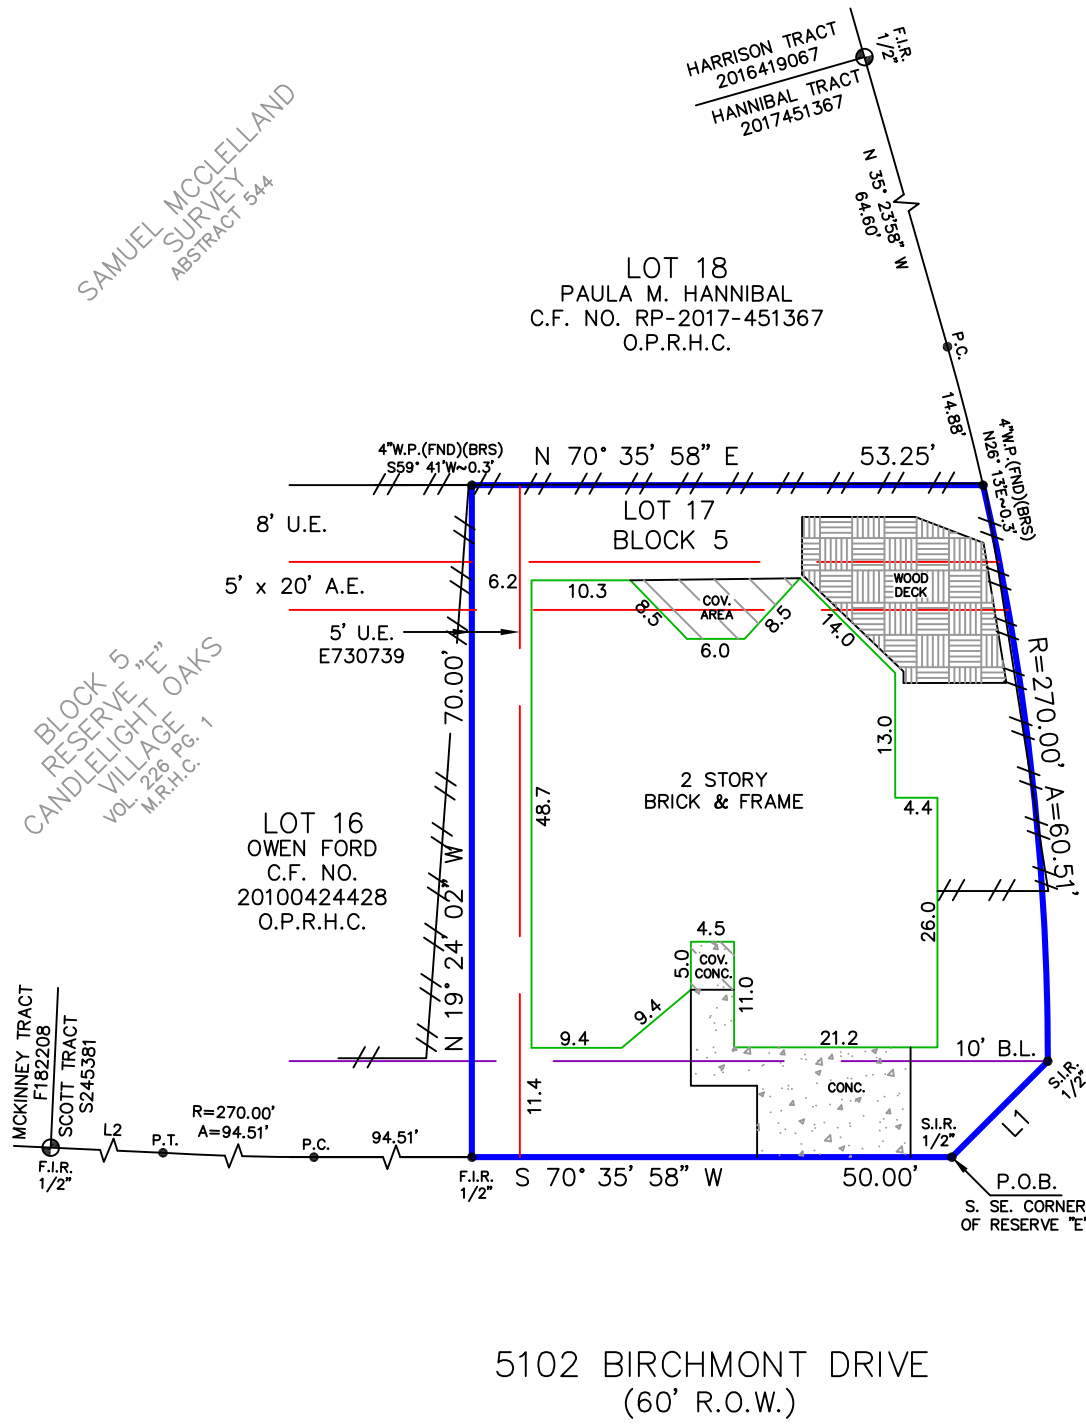 HARRISON TRACT
2016419067
HANNIBAL TRACT
2017451367
F.I.R.
1/2"
N 35° 23'58" W
64.60'
SAMUEL MCCLELLAND
SURVEY
ABSTRACT 544
LOT 18
PAULA M. HANNIBAL
C.F. NO. RP-2017-451367
O.P.R.H.C.
P.C.
14.88'
4"W.P.(FND)(BRS)
S59° 41'W~0.3'
N 70° 35' 58" E
53.25'
4"W.P.(FND)(BRS)
N26° 13'E~0.3'
8' U.E.
LOT 17
BLOCK 5
5' x 20' A.E.
6.2
10.3
COV.
AREA
WOOD
DECK
8.5
6.0
8.5
14.0
5' U.E.
E730739
BLOCK 5
RESERVE "E"
CANDLELIGHT OAKS
VILLAGE
VOL. 226 PG. 1
M.R.H.C.
N 19° 24' 02" W
70.00'
R=270.00'
A=60.51'
13.0
2 STORY
BRICK & FRAME
4.4
48.7
LOT 16
OWEN FORD
C.F. NO.
20100424428
O.P.R.H.C.
26.0
4.5
5.0
COV.
CONC.
11.0
9.4
9.4
21.2
10' B.L.
MCKINNEY TRACT
F182208
SCOTT TRACT
S245381
CONC.
11.4
S.I.R.
1/2"
L1
L2
P.T.
R=270.00'
A=94.51'
P.C.
94.51'
S.I.R.
1/2"
F.I.R.
1/2"
F.I.R.
1/2"
S 70° 35' 58" W
50.00'
P.O.B.
S. SE. CORNER
OF RESERVE "E"
5102 BIRCHMONT DRIVE
(60' R.O.W.)